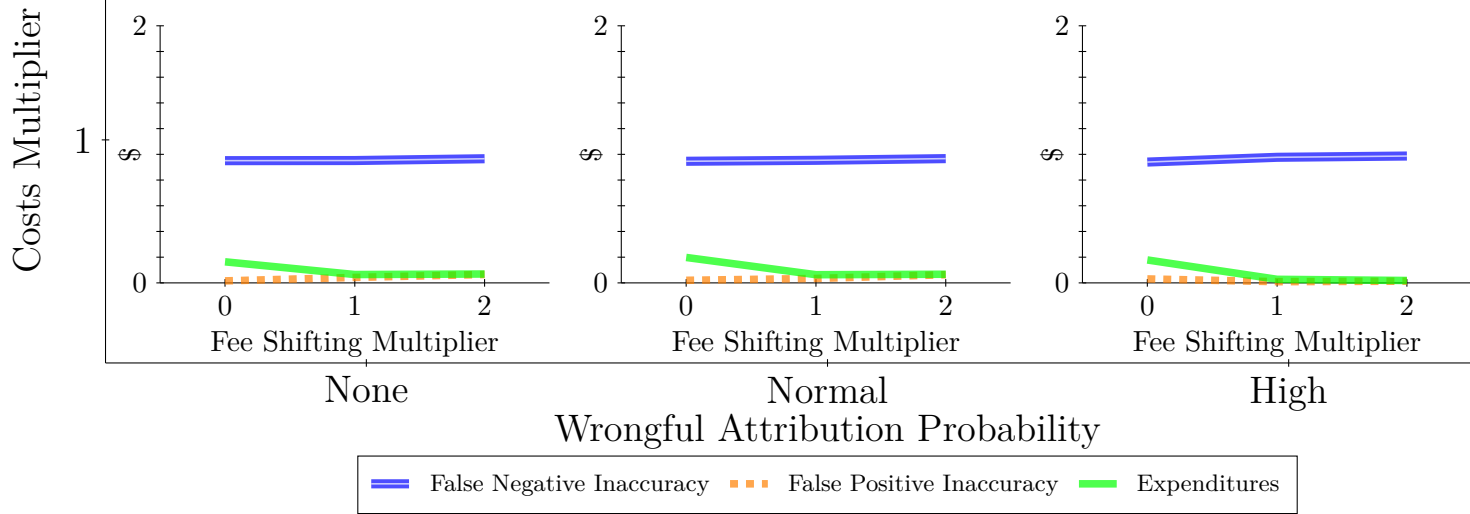 Costs Multiplier
1
2
$
0
0 1 2
Fee Shifting Multiplier
2
$
0
0 1 2
Fee Shifting Multiplier
2
$
0
0 1 2
Fee Shifting Multiplier
None Normal High
Wrongful Attribution Probability
False Negative Inaccuracy False Positive Inaccuracy Expenditures